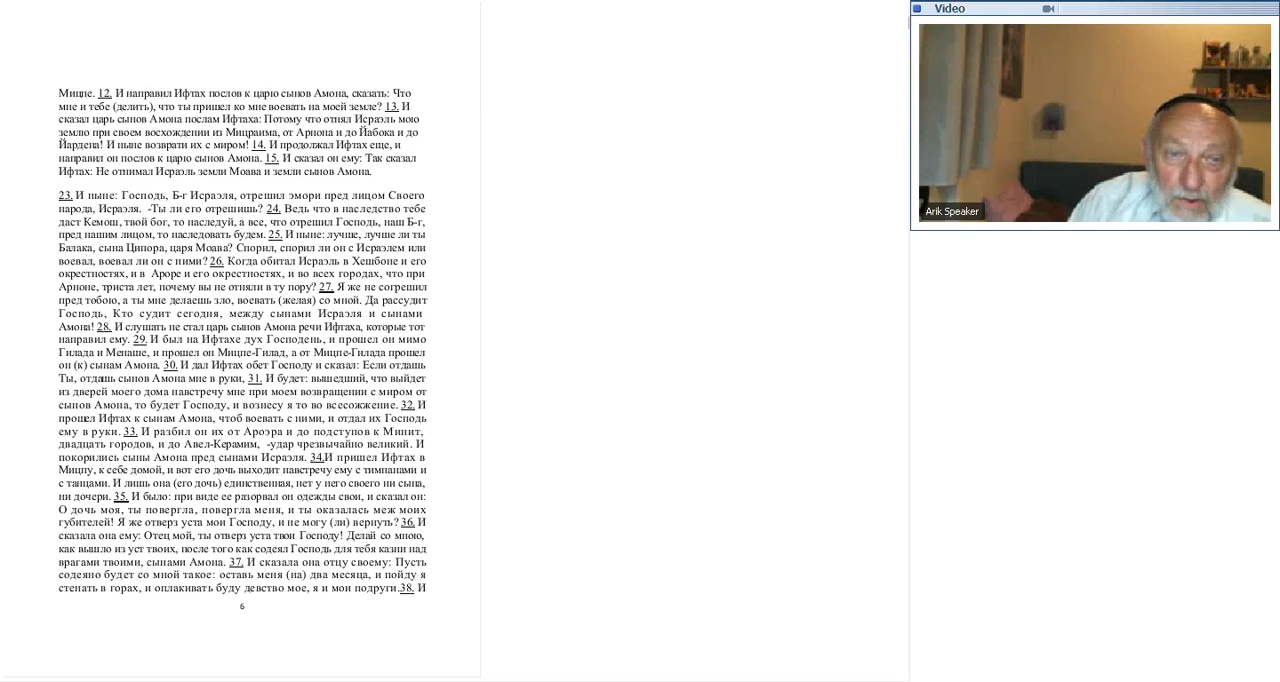 Мицпе. 12. И направил Ифтах послов к царю сынов Амона, сказать: Что
мне и тебе (делить), что ты пришел ко мне воевать на моей земле? 13. И
сказал царь сынов Амона послам Ифтаха: Потому что отнял Исраэль мою
землю при своем восхождении из Мицраима, от Арнона и до Йабока и до
Йардена! И ныне возврати их с миром! 14. И продолжал Ифтах еще, и
направил он послов к царю сынов Амона. 15. И сказал он ему: Так сказал
Ифтах: Не отнимал Исраэль земли Моава и земли сынов Амона.
23. И ныне: Господь, Б-г Исраэля, отрешил эмори пред лицом Своего
народа, Исраэля. -Ты ли его отрешишь? 24. Ведь что в наследство тебе
даст Кемош, твой бог, то наследуй, а все, что отрешил Господь, наш Б-г,
пред нашим лицом, то наследовать будем. 25. И ныне: лучше, лучше ли ты
Балака, сына Ципора, царя Моава? Спорил, спорил ли он с Исраэлем или
воевал, воевал ли он с ними? 26. Когда обитал Исраэль в Хешбоне и его
окрестностях, и в Ароре и его окрестностях, и во всех городах, что при
Арноне, триста лет, почему вы не отняли в ту пору? 27. Я же не согрешил
пред тобою, а ты мне делаешь зло, воевать (желая) со мной. Да рассудит
Господь, Кто судит сегодня, между сынами Исраэля и сынами
Амона! 28. И слушать не стал царь сынов Амона речи Ифтаха, которые тот
направил ему. 29. И был на Ифтахе дух Господень, и прошел он мимо
Гилада и Менаше, и прошел он Мицпе-Гилад, а от Мицпе-Гилада прошел
он (к) сынам Амона. 30. И дал Ифтах обет Господу и сказал: Если отдашь
Ты, отдашь сынов Амона мне в руки, 31. И будет: вышедший, что выйдет
из дверей моего дома навстречу мне при моем возвращении с миром от
сынов Амона, то будет Господу, и вознесу я то во всесожжение. 32. И
прошел Ифтах к сынам Амона, чтоб воевать с ними, и отдал их Господь
ему в руки. 33. И разбил он их от Ароэра и до подступов к Минит,
двадцать городов, и до Авел-Керамим, -удар чрезвычайно великий. И
покорились сыны Амона пред сынами Исраэля. 34.И пришел Ифтах в
Мицпу, к себе домой, и вот его дочь выходит навстречу ему с тимпанами и
с танцами. И лишь она (его дочь) единственная, нет у него своего ни сына,
ни дочери. 35. И было: при виде ее разорвал он одежды свои, и сказал он:
О дочь моя, ты повергла, повергла меня, и ты оказалась меж моих
губителей! Я же отверз уста мои Господу, и не могу (ли) вернуть? 36. И
сказала она ему: Отец мой, ты отверз уста твои Господу! Делай со мною,
как вышло из уст твоих, после того как содеял Господь для тебя казни над
врагами твоими, сынами Амона. 37. И сказала она отцу своему: Пусть
содеяно будет со мной такое: оставь меня (на) два месяца, и пойду я
стенать в горах, и оплакивать буду девство мое, я и мои подруги.38. И
6
Video
Arik Speaker